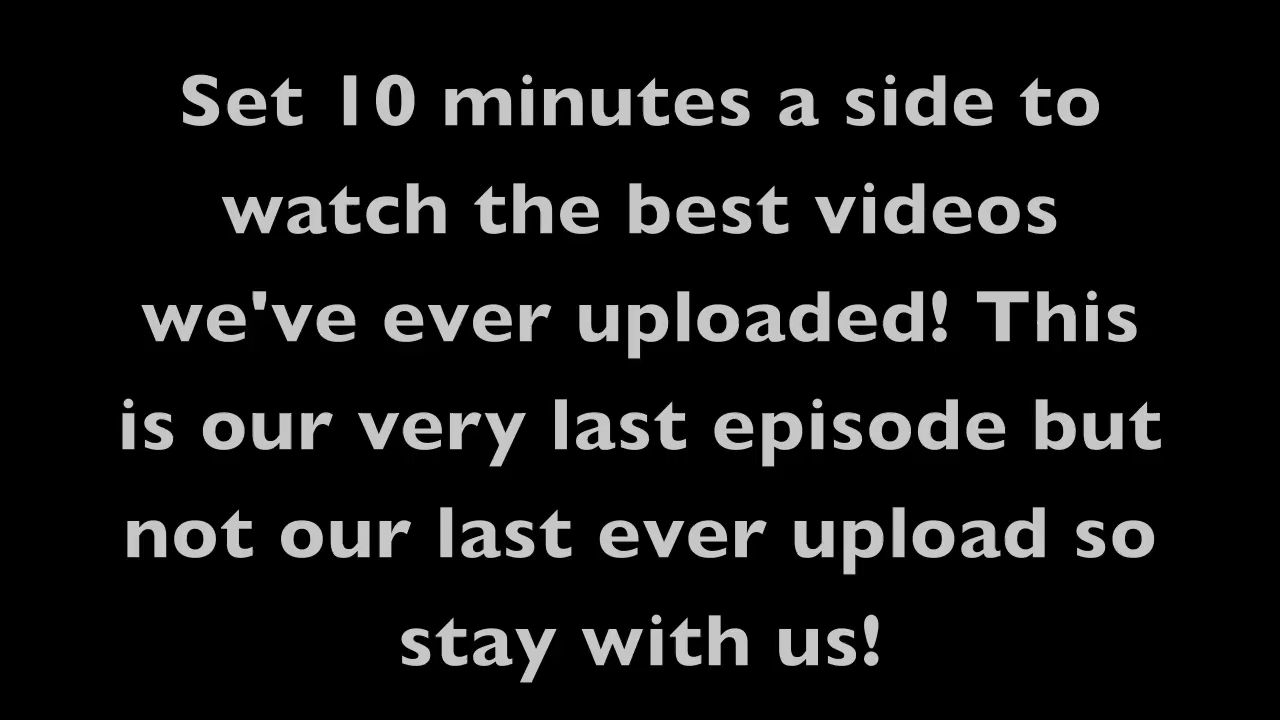 Set 10 minutes a side to
watch the best videos
we've ever uploaded! This
is our very last episode but
not our last ever upload so
stay with us!